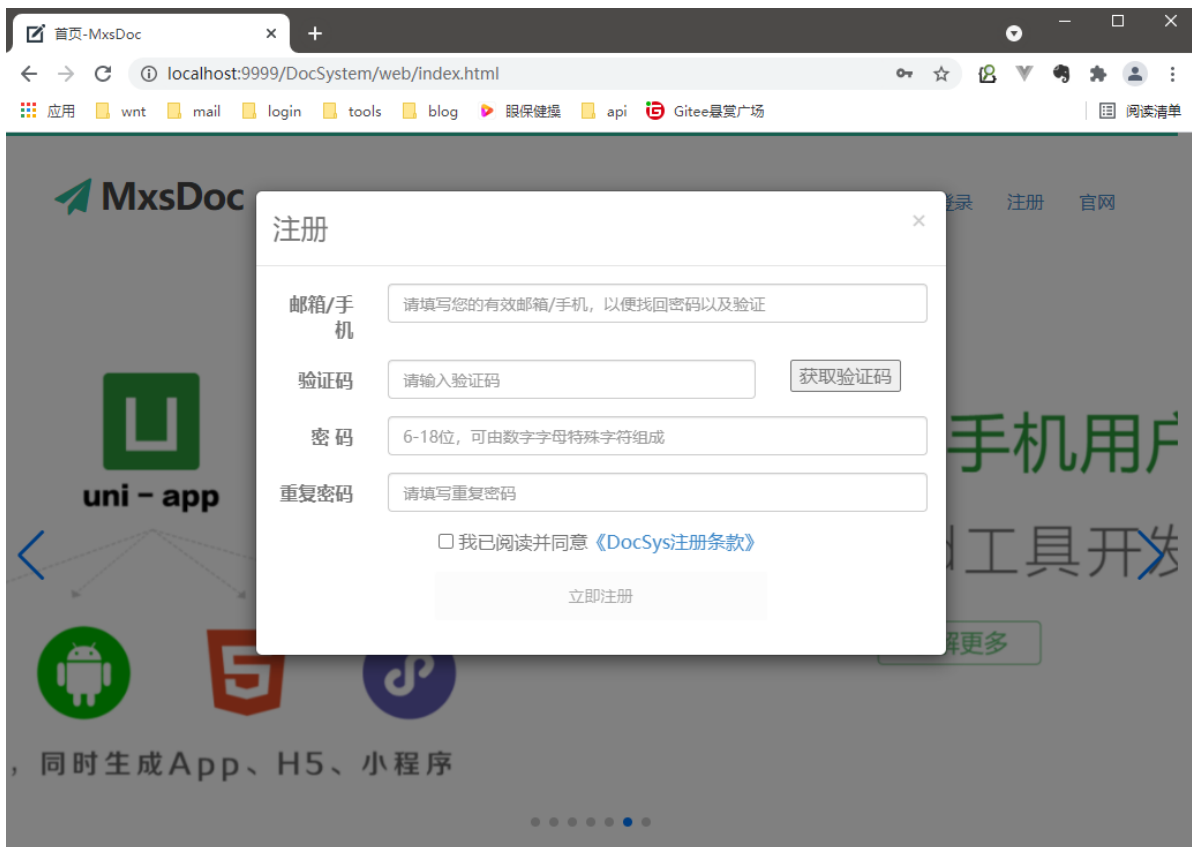 首页-MxsDoc
localhost:9999/DocSystem/web/index.html
应用 wnt mail login tools blog 眼保健操 api Gitee悬赏广场 阅读清单
MxsDoc
登录 注册 官网
注册
邮箱/手机 请填写您的有效邮箱/手机，以便找回密码以及验证
验证码 请输入验证码 获取验证码
密 码 6-18位，可由数字字母特殊字符组成
重复密码 请填写重复密码
我已阅读并同意《DocSys注册条款》
立即注册
uni－app
手机用户
工具开发
解更多
，同时生成App、H5、小程序